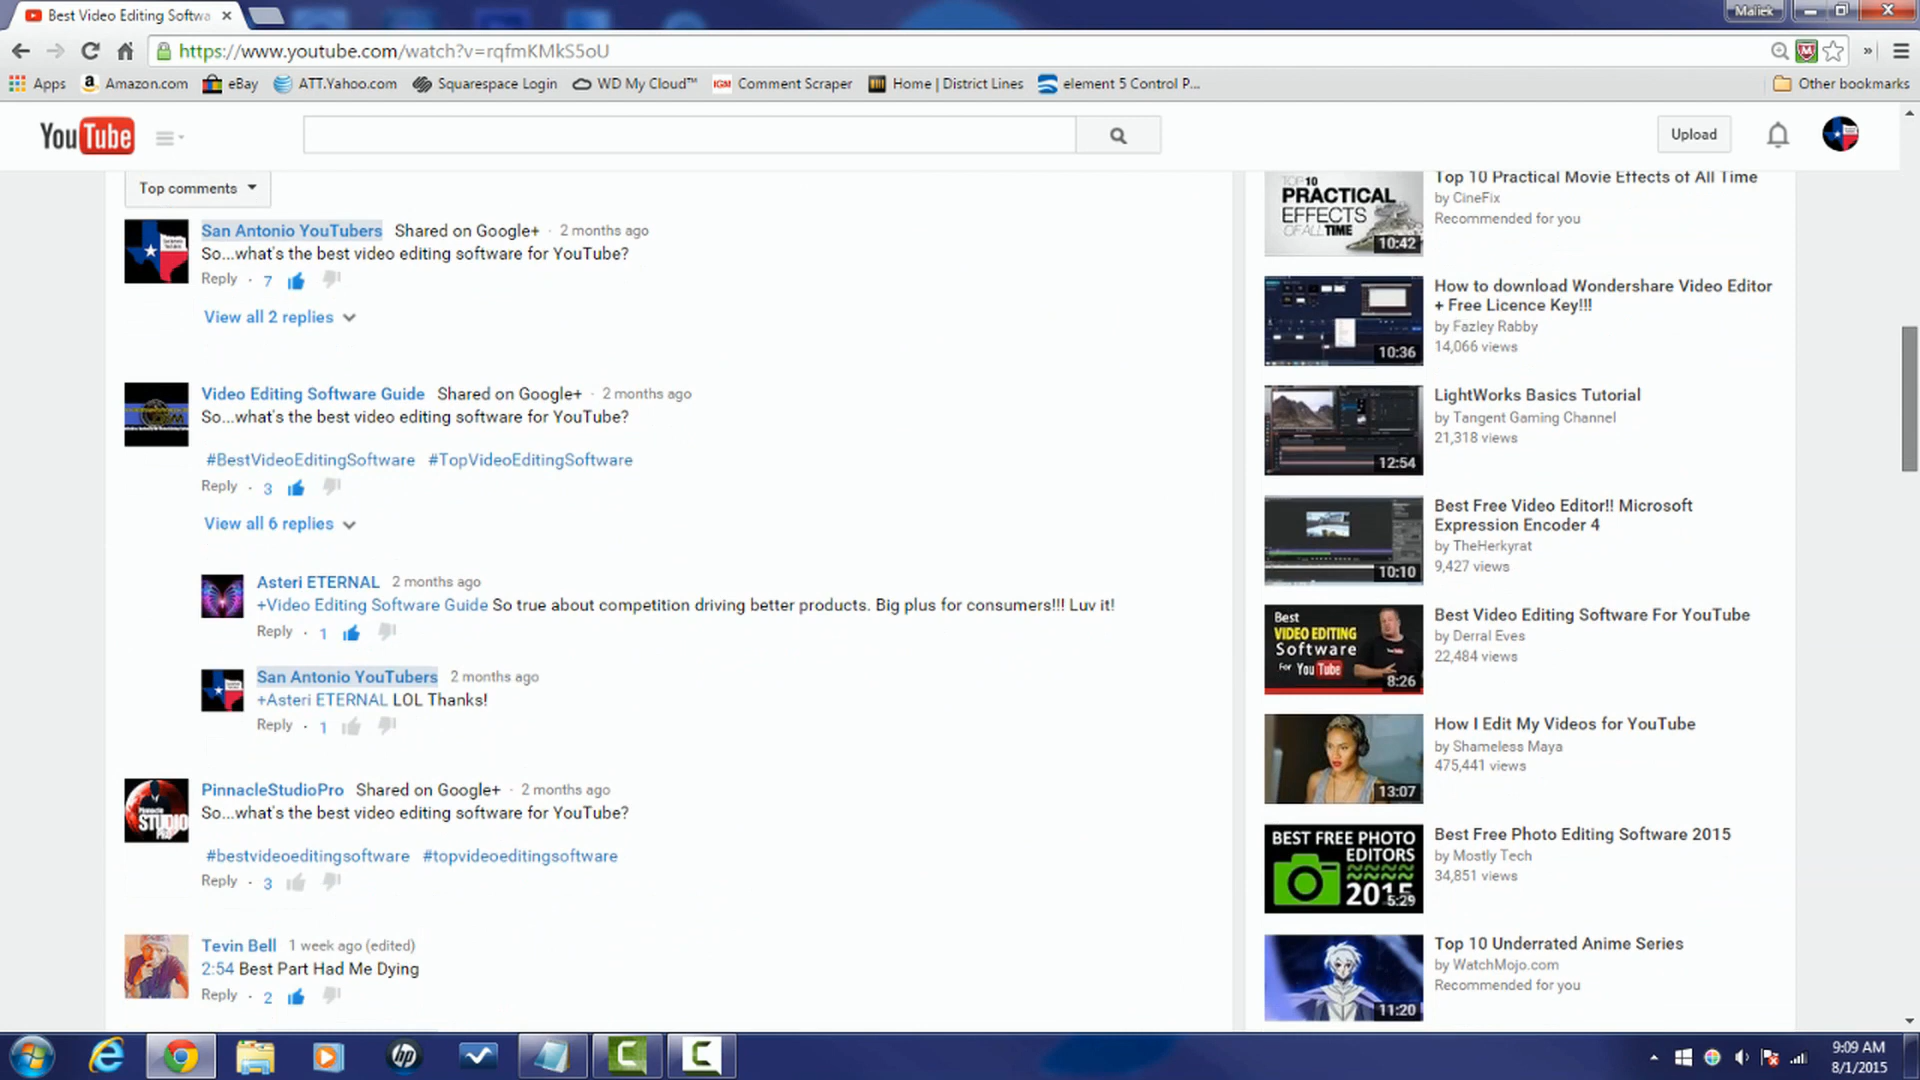 Best Video Editing Softwa
Maliek
https://www.youtube.com/watch?v=rqfmKMkS5oU
Apps
Amazon.com
eBay
ATT.Yahoo.com
Squarespace Login
WD My Cloud™
IGM Comment Scraper
Home | District Lines
element 5 Control P...
Other bookmarks
YouTube
Upload
Top comments
San Antonio YouTubers Shared on Google+ · 2 months ago
So...what's the best video editing software for YouTube?
Reply · 7
View all 2 replies
Video Editing Software Guide Shared on Google+ · 2 months ago
So...what's the best video editing software for YouTube?
#BestVideoEditingSoftware #TopVideoEditingSoftware
Reply · 3
View all 6 replies
Asteri ETERNAL 2 months ago
+Video Editing Software Guide So true about competition driving better products. Big plus for consumers!!! Luv it!
Reply · 1
San Antonio YouTubers 2 months ago
+Asteri ETERNAL LOL Thanks!
Reply · 1
PinnacleStudioPro Shared on Google+ · 2 months ago
So...what's the best video editing software for YouTube?
#bestvideoeditingsoftware #topvideoeditingsoftware
Reply · 3
STUDIO
Tevin Bell 1 week ago (edited)
2:54 Best Part Had Me Dying
Reply · 2
TOP 10
PRACTICAL
EFFECTS
OF ALL TIME
10:42
Top 10 Practical Movie Effects of All Time
by CineFix
Recommended for you
10:36
How to download Wondershare Video Editor
+ Free Licence Key!!!
by Fazley Rabby
14,066 views
12:54
LightWorks Basics Tutorial
by Tangent Gaming Channel
21,318 views
10:10
Best Free Video Editor!! Microsoft
Expression Encoder 4
by TheHerkyrat
9,427 views
Best
VIDEO EDITING
Software
For YouTube
8:26
Best Video Editing Software For YouTube
by Derral Eves
22,484 views
13:07
How I Edit My Videos for YouTube
by Shameless Maya
475,441 views
BEST FREE PHOTO
EDITORS
2015
5:29
Best Free Photo Editing Software 2015
by Mostly Tech
34,851 views
11:20
Top 10 Underrated Anime Series
by WatchMojo.com
Recommended for you
hp
9:09 AM
8/1/2015